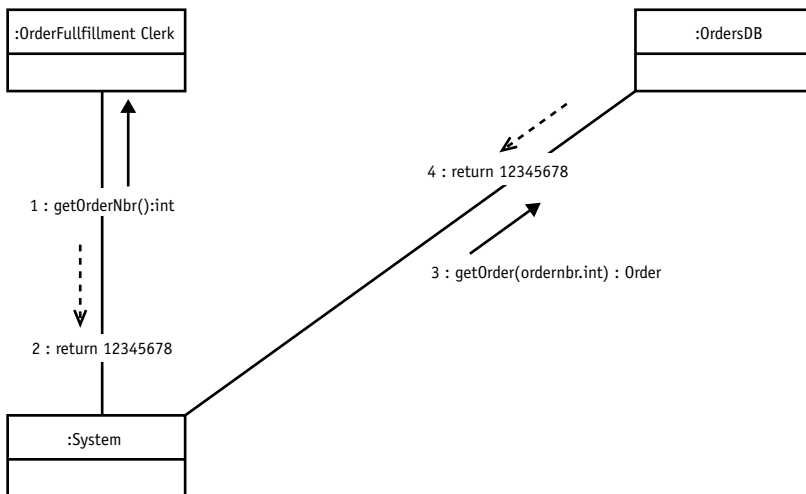 :OrderFullfillment Clerk
:OrdersDB
4 : return 12345678
1 : getOrderNbr():int
3 : getOrder(ordernbr.int) : Order
2 : return 12345678
:System